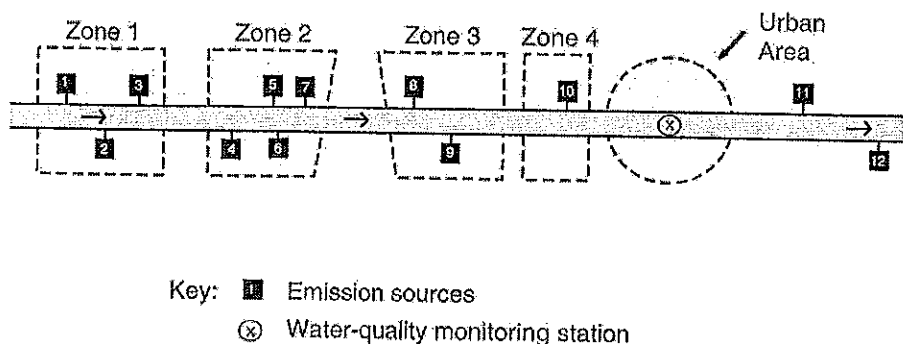 Zone 1
Zone 2
Zone 3
Zone 4
Urban
Area
1
3
5
7
8
10
11
2
4
6
9
x
12
Key: 1 Emission sources
x Water-quality monitoring station